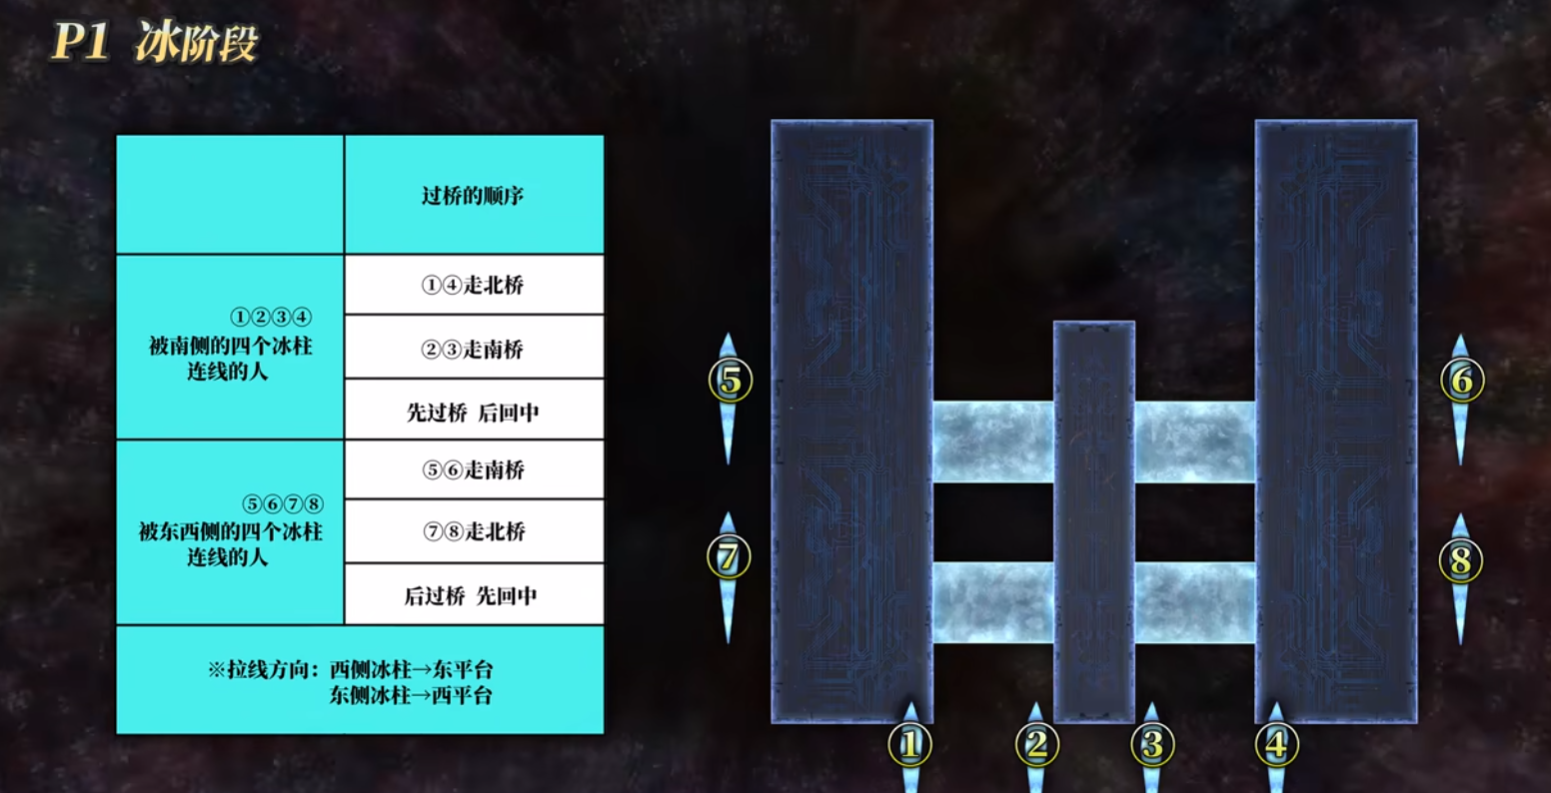 P1 冰阶段
过桥的顺序
①②③④
被南侧的四个冰柱
连线的人
①④走北桥
②③走南桥
先过桥 后回中
⑤⑥⑦⑧
被东西侧的四个冰柱
连线的人
⑤⑥走南桥
⑦⑧走北桥
后过桥 先回中
※拉线方向：西侧冰柱→东平台
东侧冰柱→西平台
5
6
7
8
1
2
3
4